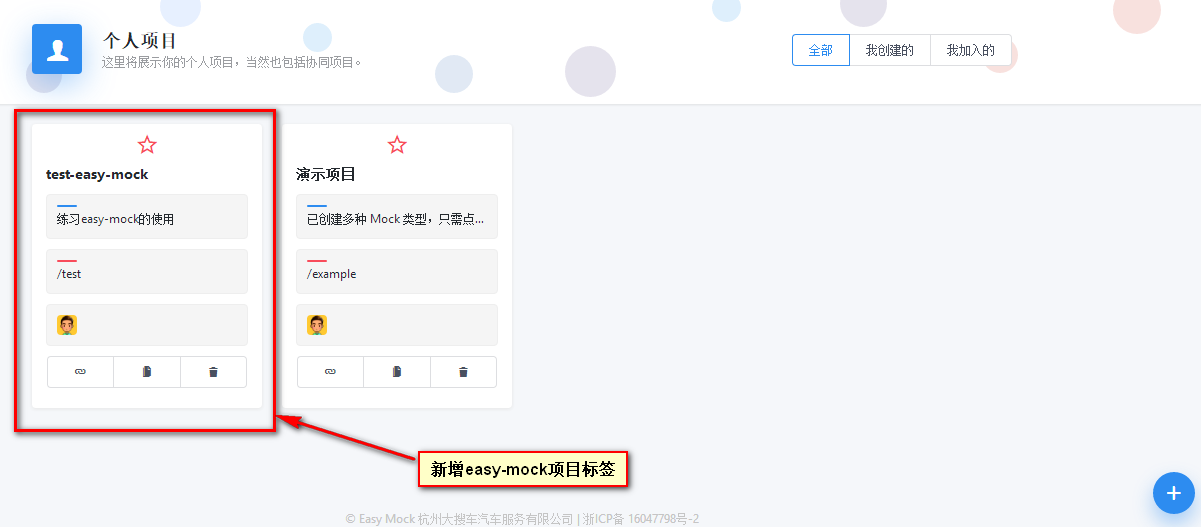 个人项目
这里将展示你的个人项目，当然也包括协同项目。
全部
我创建的
我加入的
test-easy-mock
练习easy-mock的使用
/test
演示项目
已创建多种 Mock 类型，只需点...
/example
新增easy-mock项目标签
© Easy Mock 杭州大搜车汽车服务有限公司 | 浙ICP备 16047798号-2